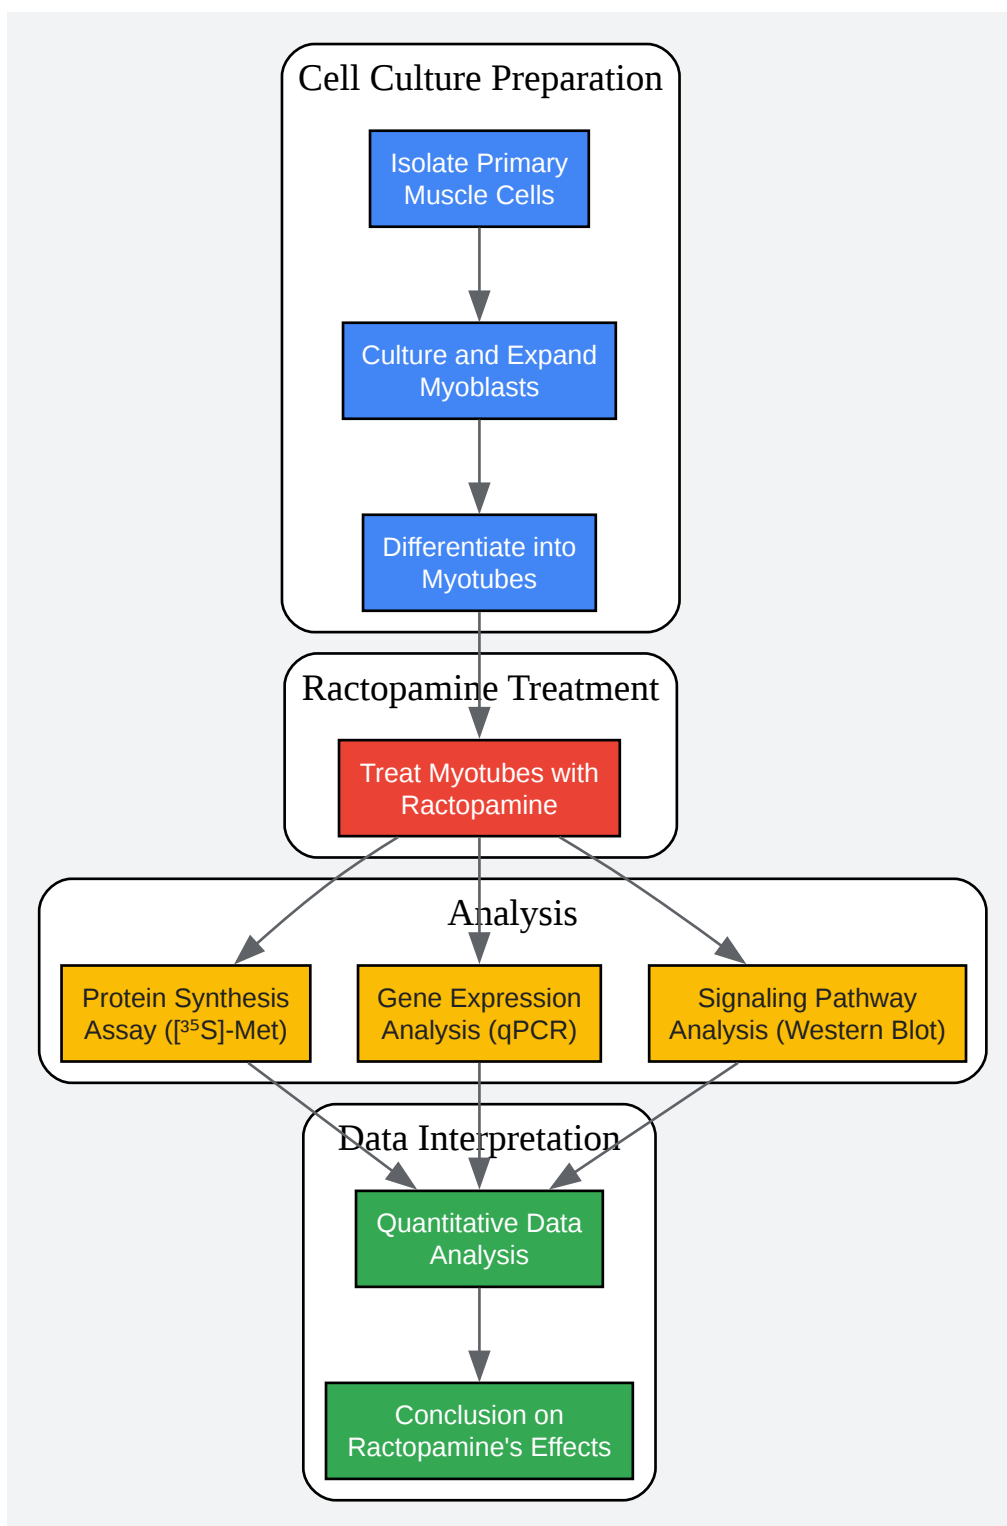 Cell Culture Preparation
Isolate Primary
Muscle Cells
Culture and Expand
Myoblasts
Differentiate into
Myotubes
Ractopamine Treatment
Treat Myotubes with
Ractopamine
Analysis
Protein Synthesis
Assay ([³⁵S]-Met)
Gene Expression
Analysis (qPCR)
Signaling Pathway
Analysis (Western Blot)
Data Interpretation
Quantitative Data
Analysis
Conclusion on
Ractopamine's Effects